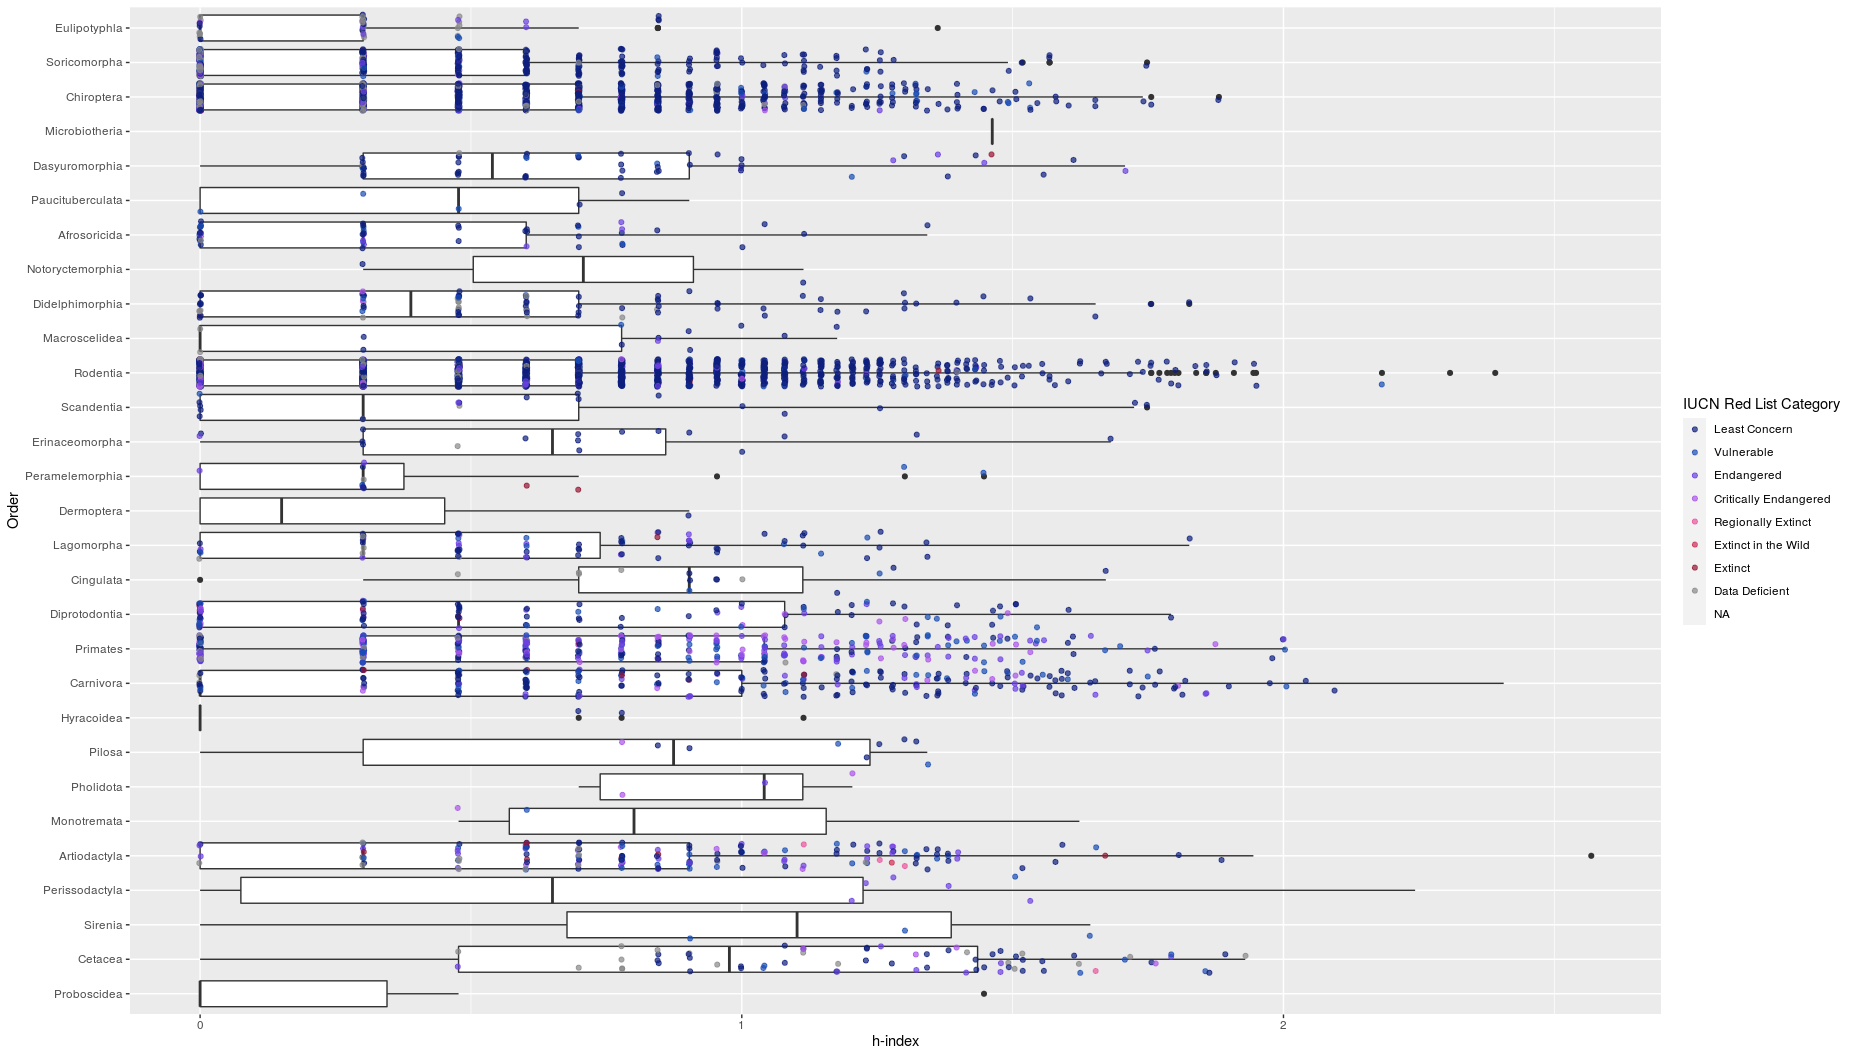 Eulipotyphla
Soricomorpha
Chiroptera
Microbiotheria
Dasyuromorphia
Paucituberculata
Afrosoricida
Notoryctemorphia
Didelphimorphia
Macroscelidea
Rodentia
Scandentia
Erinaceomorpha
Peramelemorphia
Dermoptera
Lagomorpha
Cingulata
Diprotodontia
Primates
Carnivora
Hyracoidea
Pilosa
Pholidota
Monotremata
Artiodactyla
Perissodactyla
Sirenia
Cetacea
Proboscidea
Order
0 1 2
h-index
IUCN Red List Category
Least Concern
Vulnerable
Endangered
Critically Endangered
Regionally Extinct
Extinct in the Wild
Extinct
Data Deficient
NA